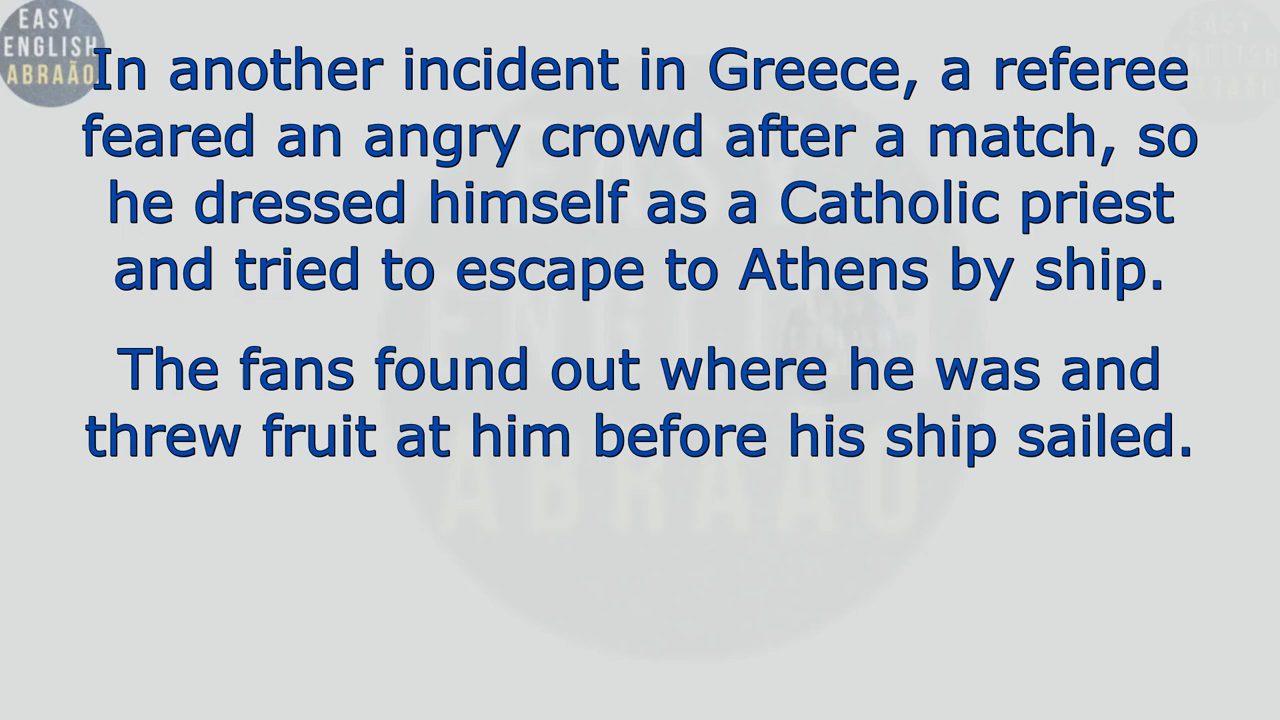 EASY
ENGLISH
ABRAÃO
In another incident in Greece, a referee
feared an angry crowd after a match, so
he dressed himself as a Catholic priest
and tried to escape to Athens by ship.
The fans found out where he was and
threw fruit at him before his ship sailed.
ENGLISH
ABRAÃO